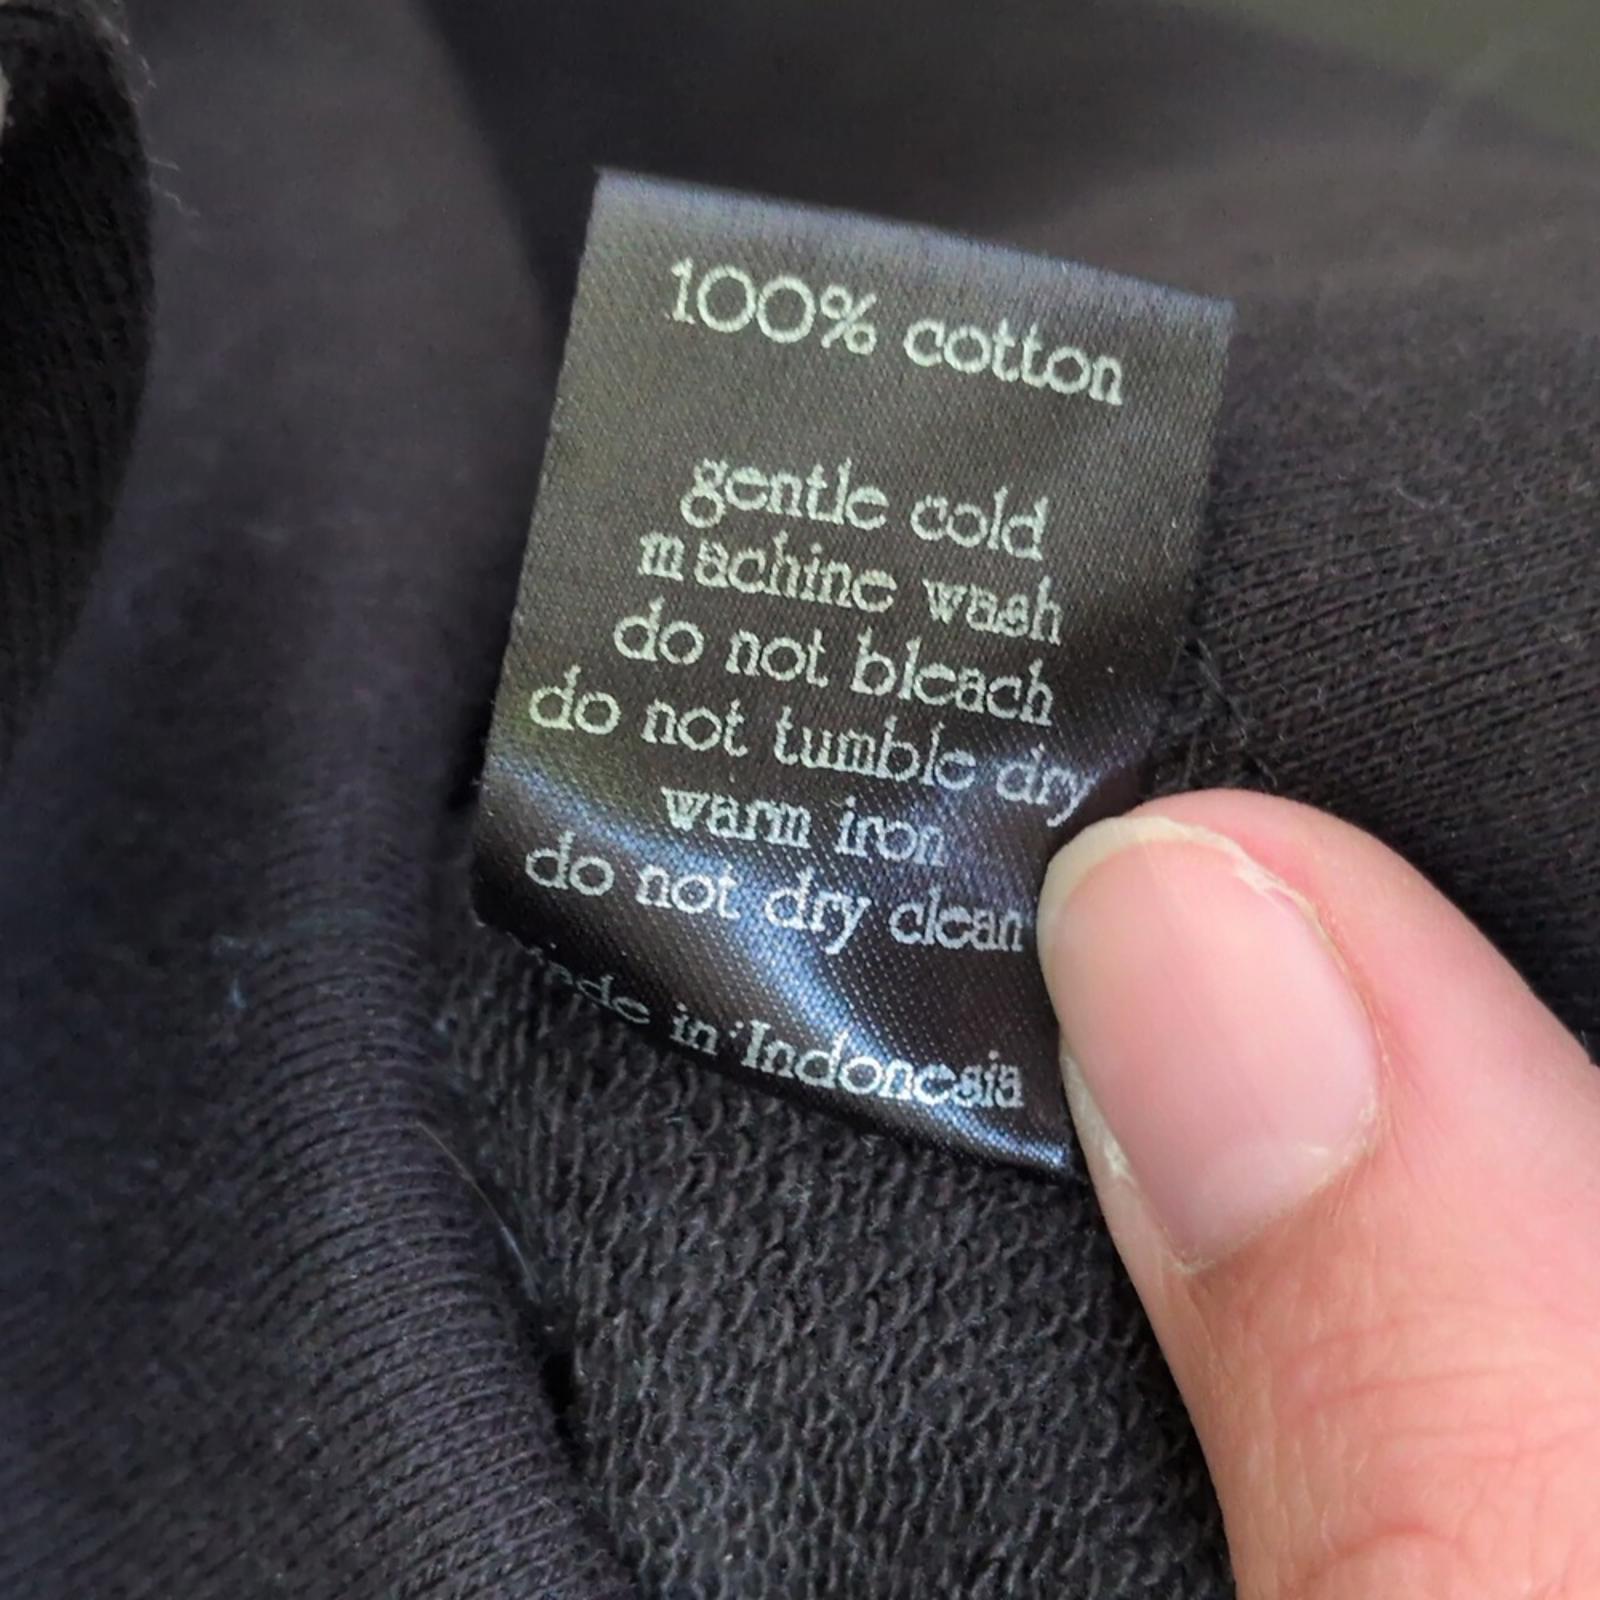 100% cotton
gentle cold
machine wash
do not bleach
do not tumble dry
warm iron
do not dry clean
made in Indonesia